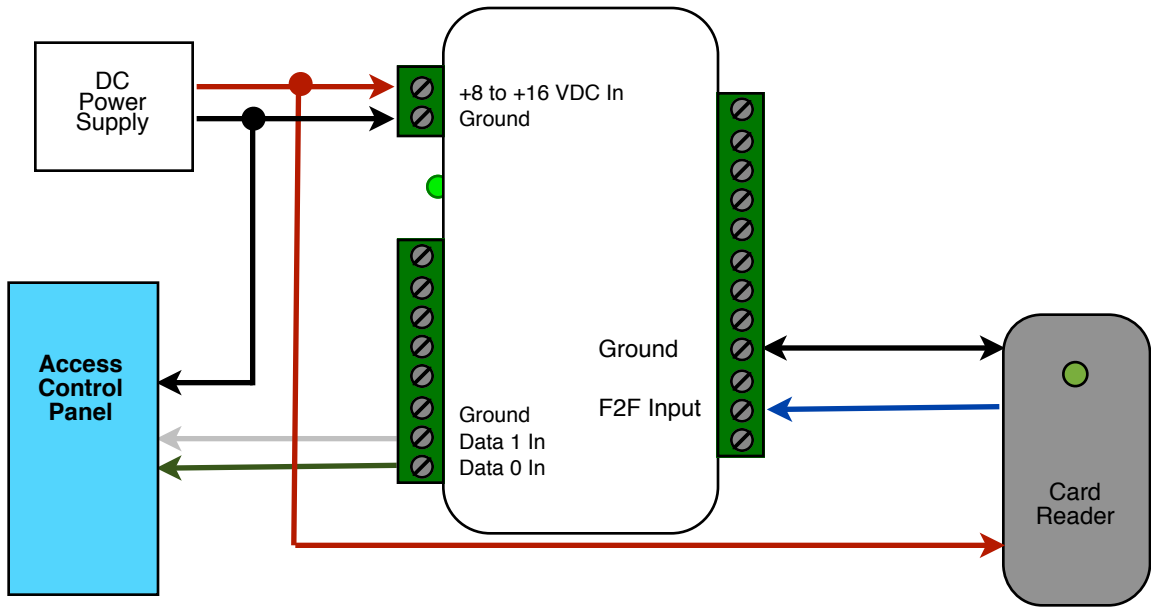 DC
Power
Supply
+8 to +16 VDC In
Ground
Access
Control
Panel
Ground
Data 1 In
Data 0 In
Ground
F2F Input
Card
Reader